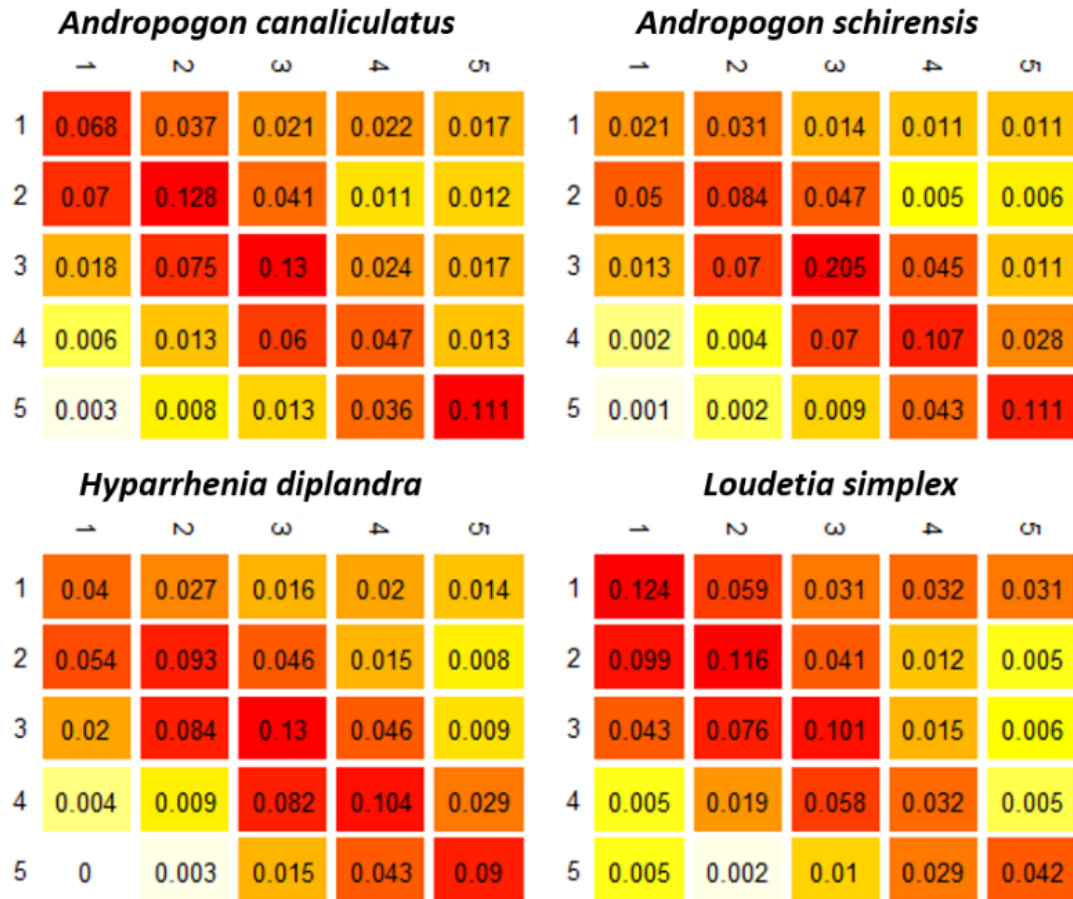 Andropogon canaliculatus Andropogon schirensis
1 2 3 4 5 1 2 3 4 5
1 0.068 0.037 0.021 0.022 0.017 1 0.021 0.031 0.014 0.011 0.011
2 0.07 0.128 0.041 0.011 0.012 2 0.05 0.084 0.047 0.005 0.006
3 0.018 0.075 0.13 0.024 0.017 3 0.013 0.07 0.205 0.045 0.011
4 0.006 0.013 0.06 0.047 0.013 4 0.002 0.004 0.07 0.107 0.028
5 0.003 0.008 0.013 0.036 0.111 5 0.001 0.002 0.009 0.043 0.111
Hyparrhenia diplandra Loudetia simplex
1 2 3 4 5 1 2 3 4 5
1 0.04 0.027 0.016 0.02 0.014 1 0.124 0.059 0.031 0.032 0.031
2 0.054 0.093 0.046 0.015 0.008 2 0.099 0.116 0.041 0.012 0.005
3 0.02 0.084 0.13 0.046 0.009 3 0.043 0.076 0.101 0.015 0.006
4 0.004 0.009 0.082 0.104 0.029 4 0.005 0.019 0.058 0.032 0.005
5 0 0.003 0.015 0.043 0.09 5 0.005 0.002 0.01 0.029 0.042